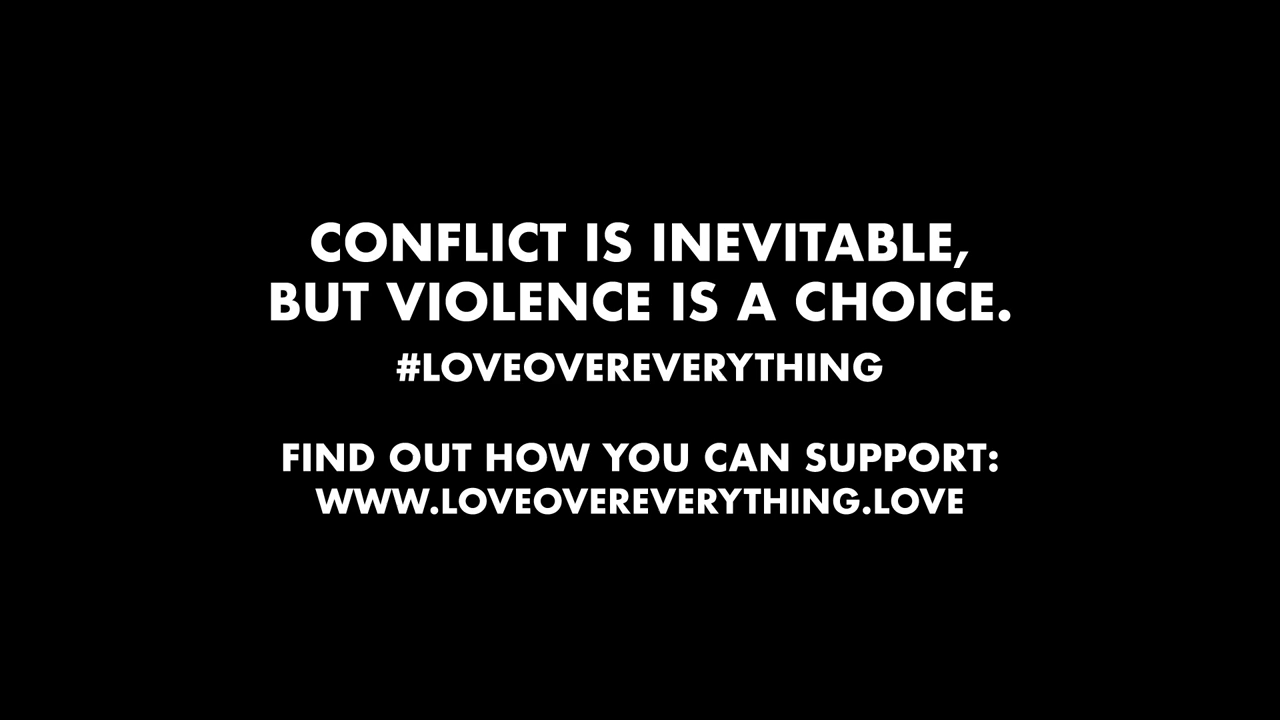 CONFLICT IS INEVITABLE,
BUT VIOLENCE IS A CHOICE.
#LOVEOVEREVERYTHING
FIND OUT HOW YOU CAN SUPPORT:
WWW.LOVEOVEREVERYTHING.LOVE